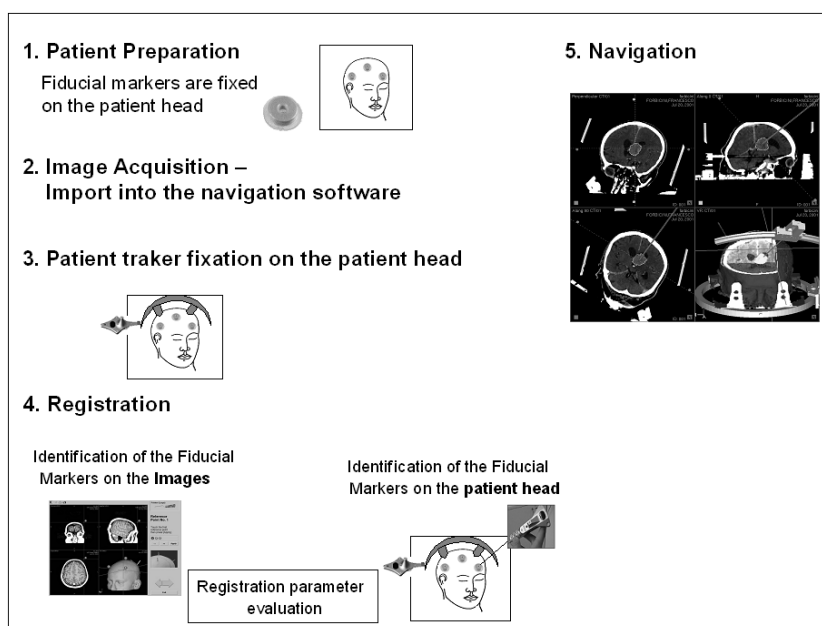 1. Patient Preparation
Fiducial markers are fixed
on the patient head
2. Image Acquisition –
Import into the navigation software
3. Patient traker fixation on the patient head
4. Registration
Identification of the Fiducial
Markers on the Images
Identification of the Fiducial
Markers on the patient head
Registration parameter
evaluation
5. Navigation